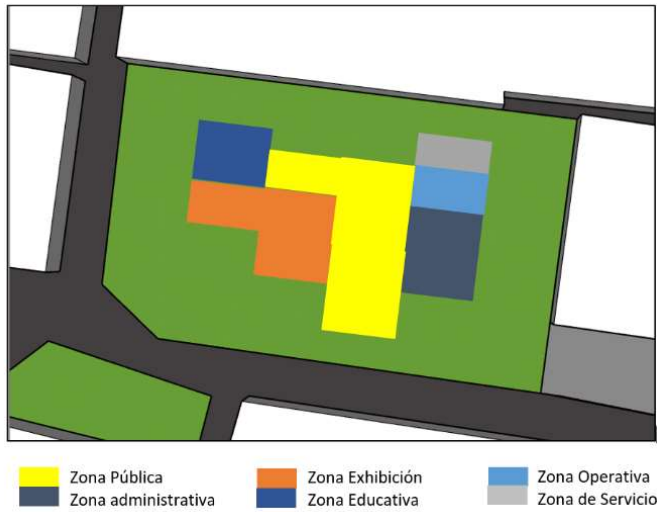 Zona Pública
Zona Exhibición
Zona Operativa
Zona administrativa
Zona Educativa
Zona de Servicio